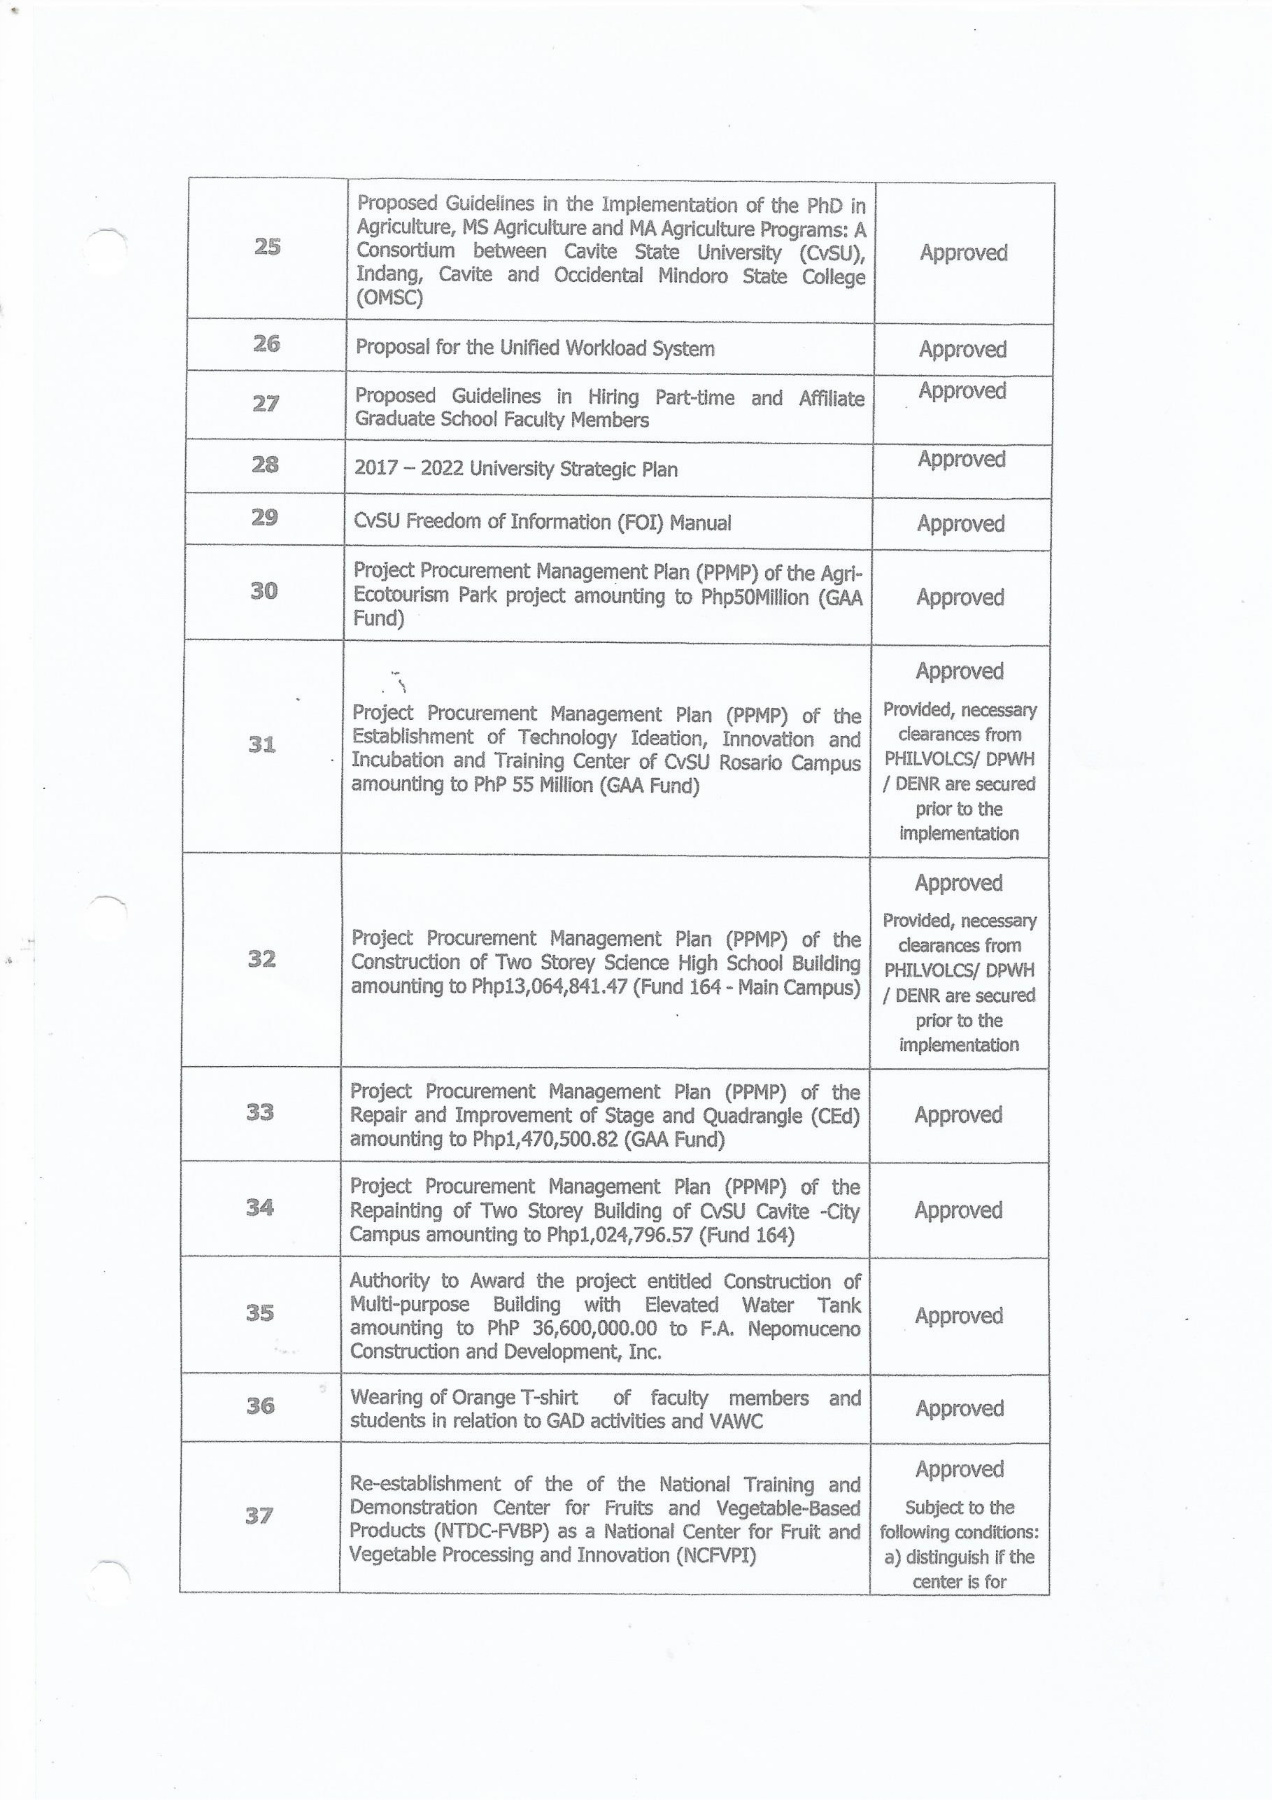 25
Proposed Guidelines in the Implementation of the PhD in
Agriculture, MS Agriculture and MA Agriculture Programs: A
Consortium between Cavite State University (CvSU),
Indang, Cavite and Occidental Mindoro State College
(OMSC)
Approved
26
Proposal for the Unified Workload System
Approved
27
Proposed Guidelines in Hiring Part-time and Affiliate
Graduate School Faculty Members
Approved
28
2017 – 2022 University Strategic Plan
Approved
29
CvSU Freedom of Information (FOI) Manual
Approved
30
Project Procurement Management Plan (PPMP) of the Agri-
Ecotourism Park project amounting to Php50Million (GAA
Fund)
Approved
31
Project Procurement Management Plan (PPMP) of the
Establishment of Technology Ideation, Innovation and
Incubation and Training Center of CvSU Rosario Campus
amounting to PhP 55 Million (GAA Fund)
Approved
Provided, necessary
clearances from
PHILVOLCS/ DPWH
/ DENR are secured
prior to the
implementation
32
Project Procurement Management Plan (PPMP) of the
Construction of Two Storey Science High School Building
amounting to Php13,064,841.47 (Fund 164 - Main Campus)
Approved
Provided, necessary
clearances from
PHILVOLCS/ DPWH
/ DENR are secured
prior to the
implementation
33
Project Procurement Management Plan (PPMP) of the
Repair and Improvement of Stage and Quadrangle (CEd)
amounting to Php1,470,500.82 (GAA Fund)
Approved
34
Project Procurement Management Plan (PPMP) of the
Repainting of Two Storey Building of CvSU Cavite -City
Campus amounting to Php1,024,796.57 (Fund 164)
Approved
35
Authority to Award the project entitled Construction of
Multi-purpose Building with Elevated Water Tank
amounting to PhP 36,600,000.00 to F.A. Nepomuceno
Construction and Development, Inc.
Approved
36
Wearing of Orange T-shirt of faculty members and
students in relation to GAD activities and VAWC
Approved
37
Re-establishment of the of the National Training and
Demonstration Center for Fruits and Vegetable-Based
Products (NTDC-FVBP) as a National Center for Fruit and
Vegetable Processing and Innovation (NCFVPI)
Approved
Subject to the
following conditions:
a) distinguish if the
center is for